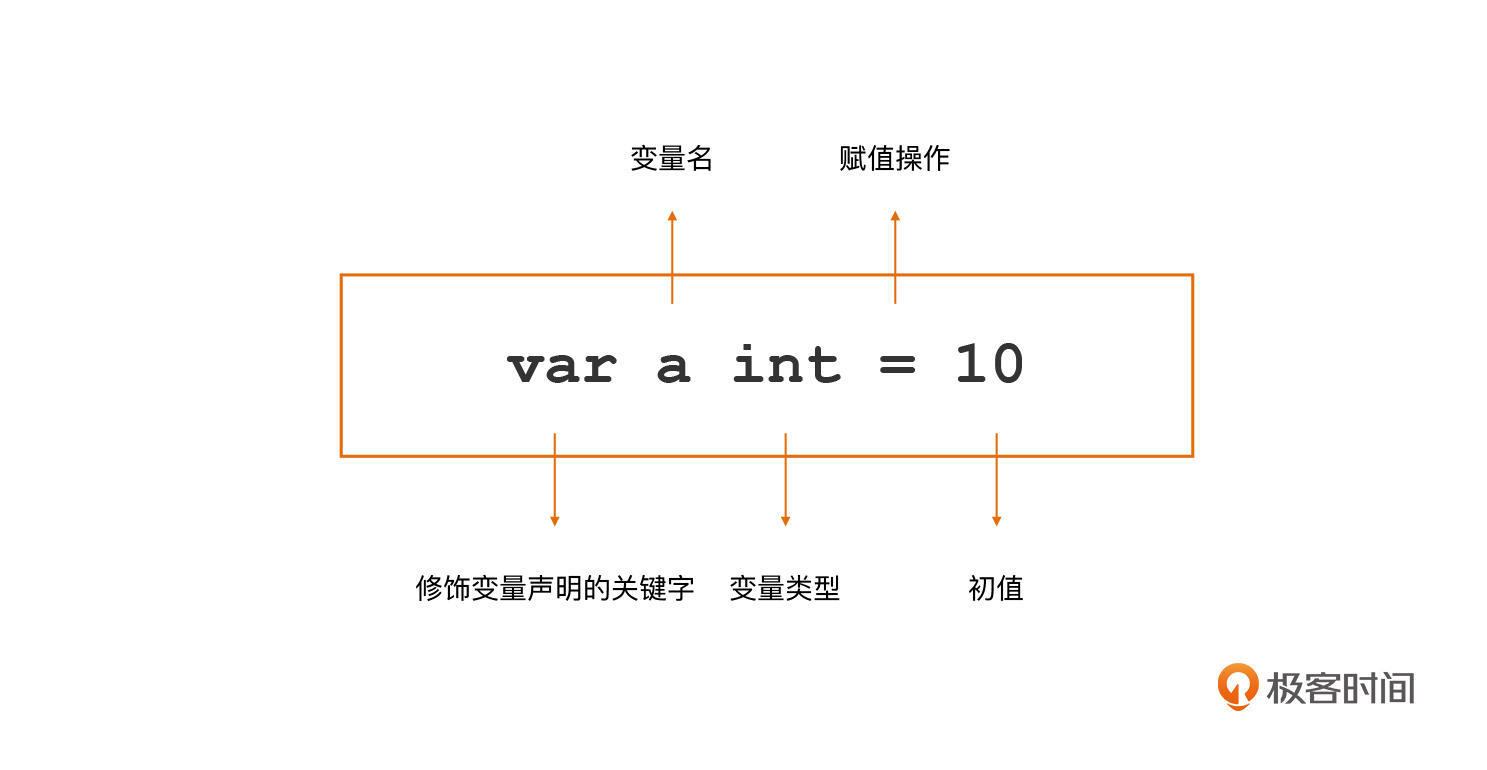 变量名 赋值操作
var a int = 10
修饰变量声明的关键字 变量类型 初值
极客时间